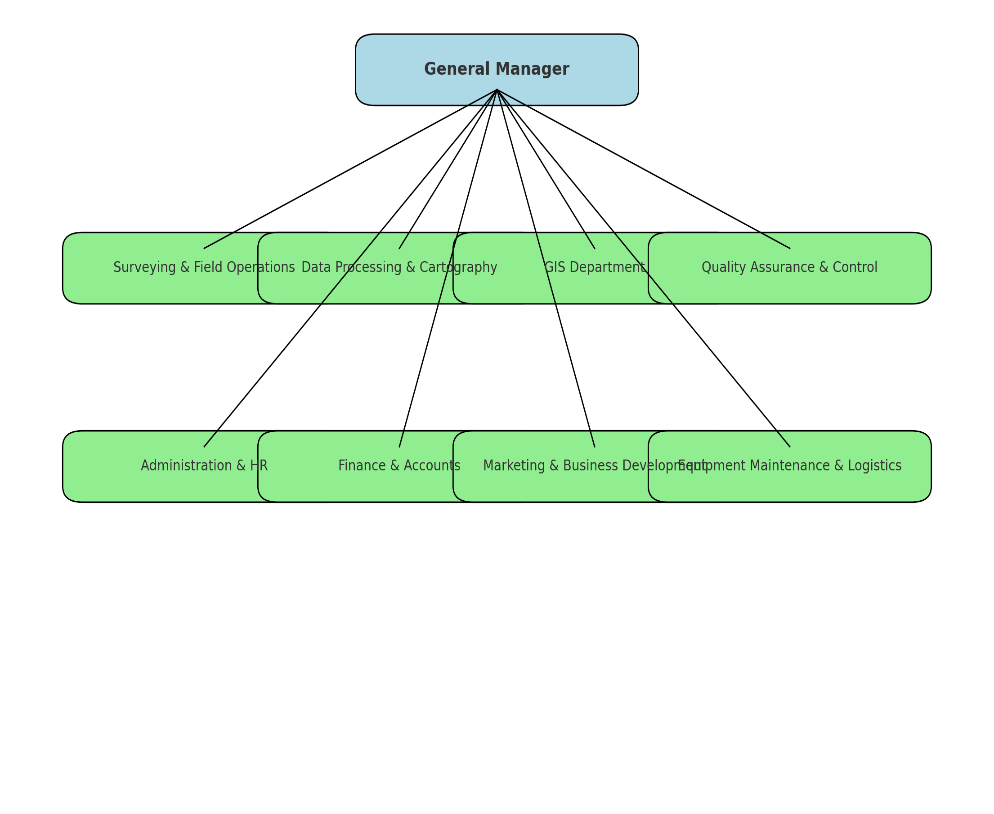 General Manager
Surveying & Field Operations
Data Processing & Cartography
GIS Department
Quality Assurance & Control
Administration & HR
Finance & Accounts
Marketing & Business Development
Equipment Maintenance & Logistics